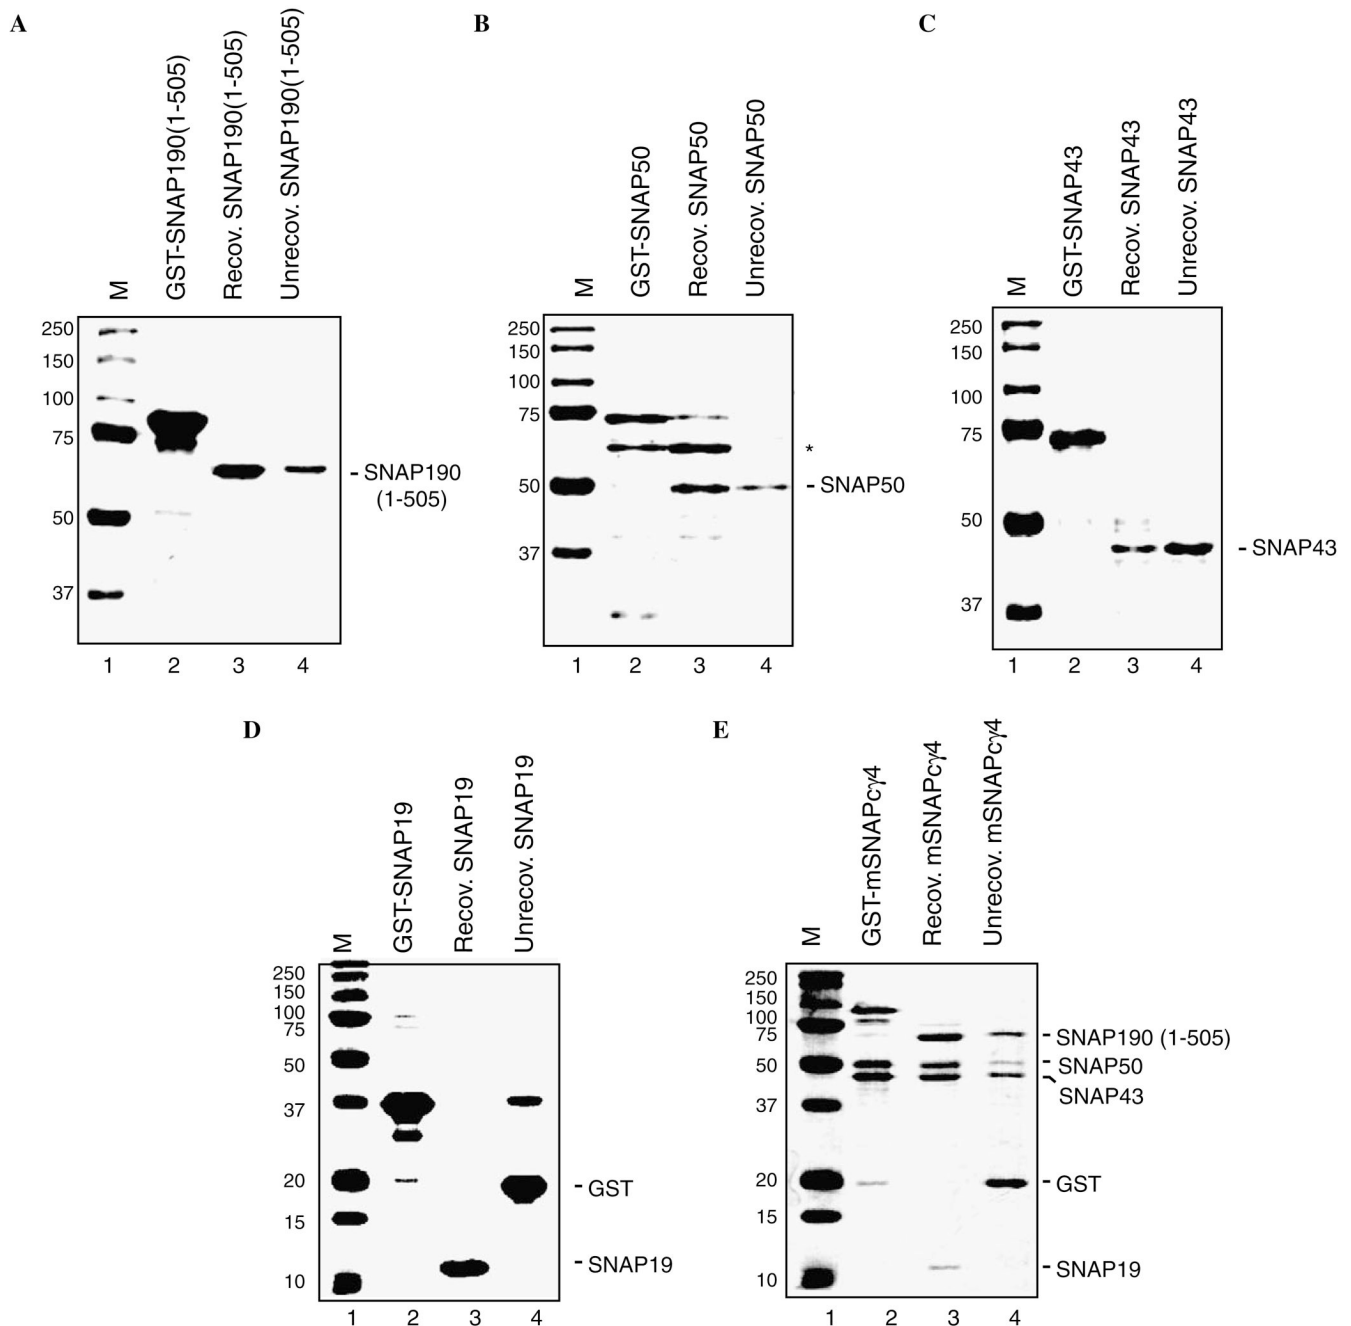 A
M
GST-SNAP190(1-505)
Recov. SNAP190(1-505)
Unrecov. SNAP190(1-505)
250
150
100
75
50
37
SNAP190
(1-505)
1 2 3 4
B
M
GST-SNAP50
Recov. SNAP50
Unrecov. SNAP50
250
150
100
75
50
37
*
SNAP50
1 2 3 4
C
M
GST-SNAP43
Recov. SNAP43
Unrecov. SNAP43
250
150
100
75
50
37
SNAP43
1 2 3 4
D
M
GST-SNAP19
Recov. SNAP19
Unrecov. SNAP19
250
150
100
75
50
37
20
15
10
GST
SNAP19
1 2 3 4
E
M
GST-mSNAPcγ4
Recov. mSNAPcγ4
Unrecov. mSNAPcγ4
250
150
100
75
50
37
20
15
10
SNAP190 (1-505)
SNAP50
SNAP43
GST
SNAP19
1 2 3 4